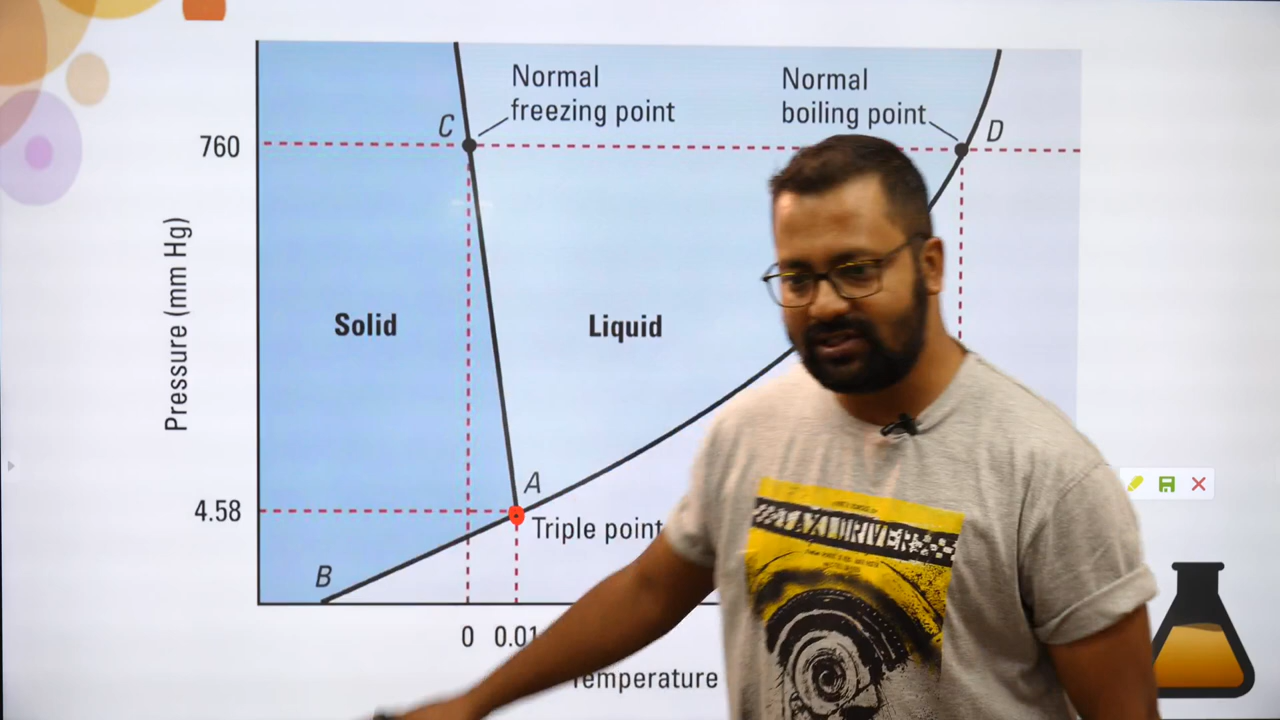 Normal
freezing point
Normal
boiling point
C
D
760
Pressure (mm Hg)
Solid
Liquid
A
4.58
Triple point
B
0 0.01
Temperature